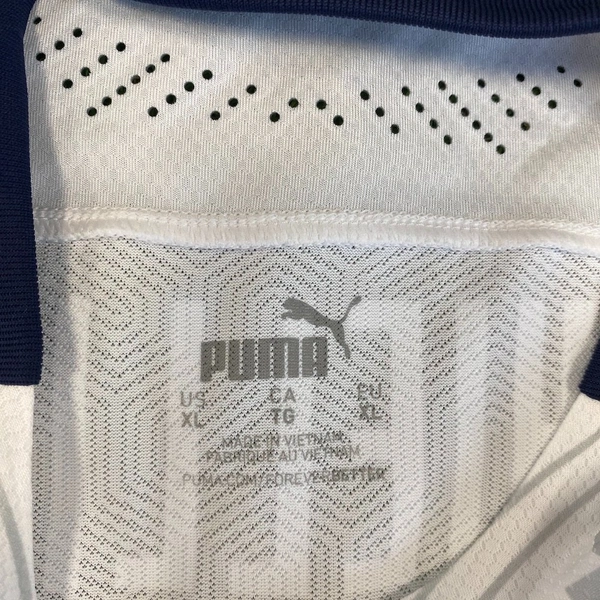 PUMA
US CA EU
XL TG XL
MADE IN VIETNAM
FABRIQUÉ AU VIETNAM
PUMA.COM/FOREVERBETTER